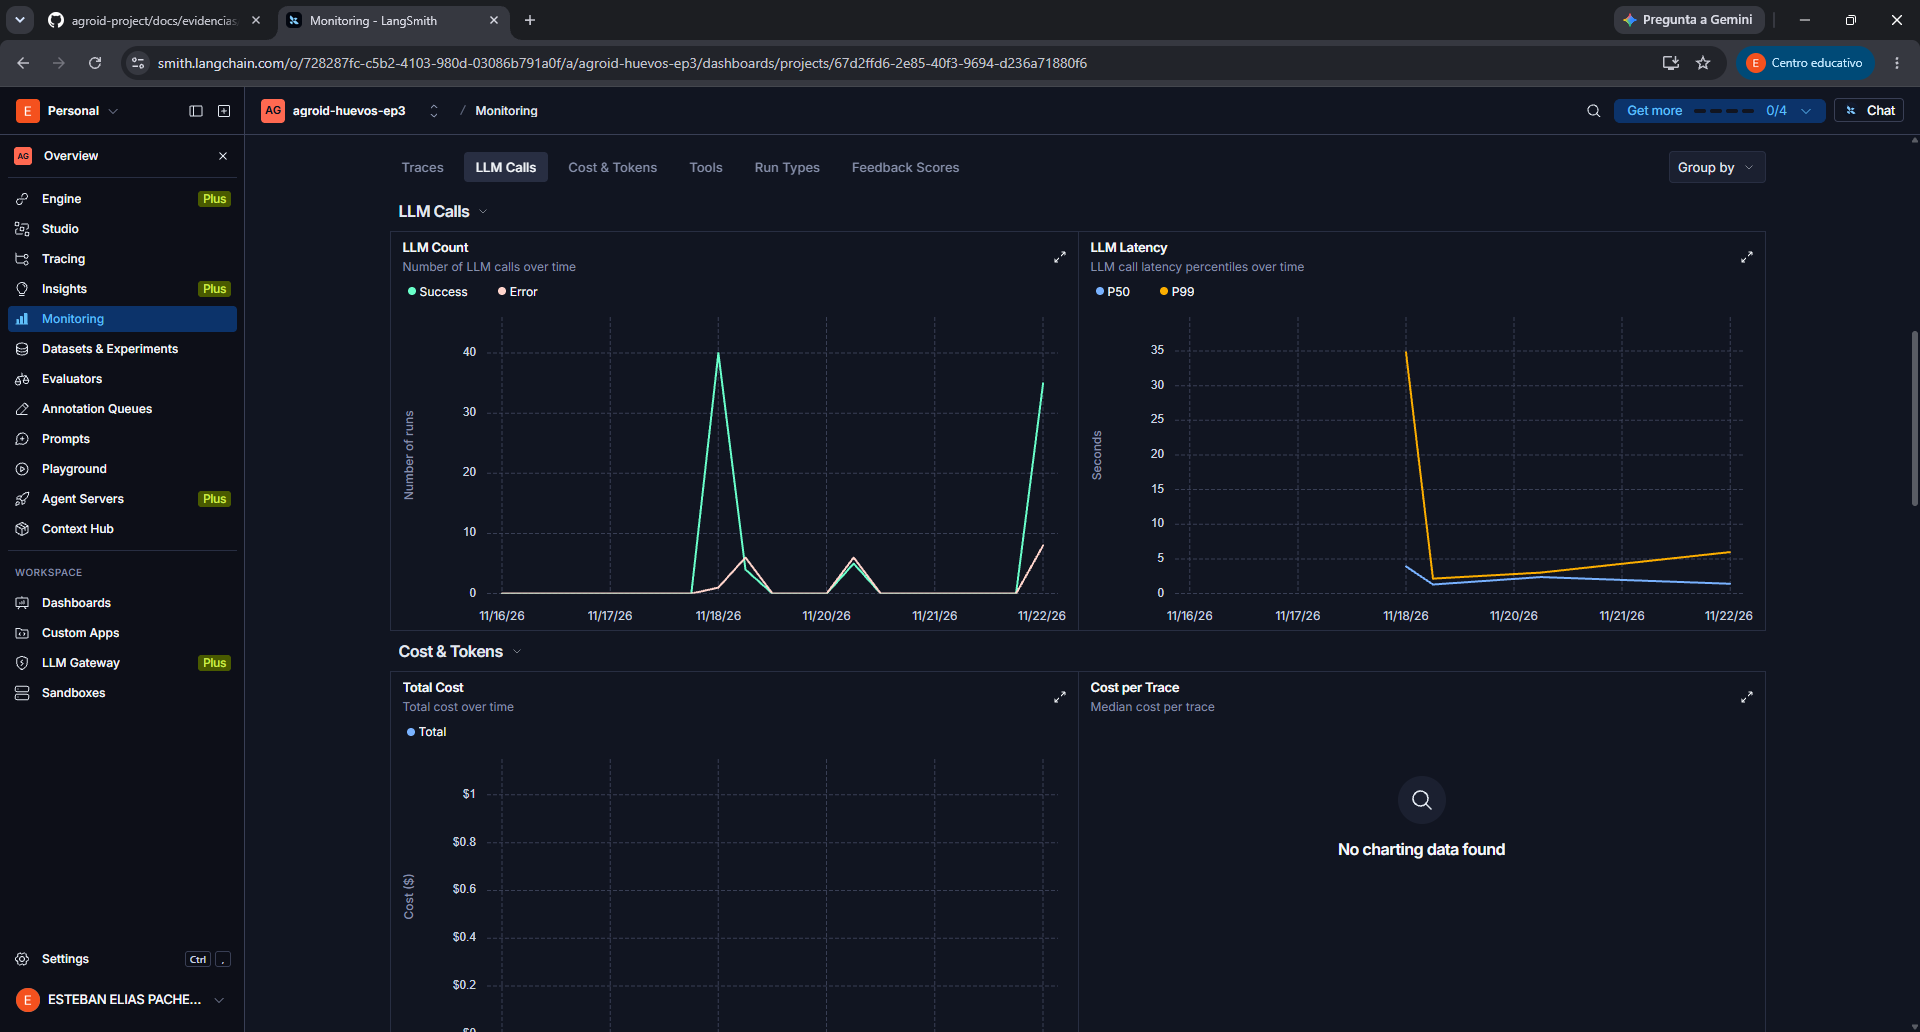 agroid-project/docs/evidencias
Monitoring - LangSmith
Pregunta a Gemini
smith.langchain.com/o/728287fc-c5b2-4103-980d-03086b791a0f/a/agroid-huevos-ep3/dashboards/projects/67d2ffd6-2e85-40f3-9694-d236a71880f6
E Centro educativo
E Personal
AG agroid-huevos-ep3 / Monitoring
Get more 0/4
Chat
AG Overview
Engine Plus
Studio
Tracing
Insights Plus
Monitoring
Datasets & Experiments
Evaluators
Annotation Queues
Prompts
Playground
Agent Servers Plus
Context Hub
WORKSPACE
Dashboards
Custom Apps
LLM Gateway Plus
Sandboxes
Settings Ctrl .
E ESTEBAN ELIAS PACHE...
Traces LLM Calls Cost & Tokens Tools Run Types Feedback Scores
Group by
LLM Calls
LLM Count
Number of LLM calls over time
Success Error
Number of runs
40
30
20
10
0
11/16/26 11/17/26 11/18/26 11/20/26 11/21/26 11/22/26
LLM Latency
LLM call latency percentiles over time
P50 P99
Seconds
35
30
25
20
15
10
5
0
11/16/26 11/17/26 11/18/26 11/20/26 11/21/26 11/22/26
Cost & Tokens
Total Cost
Total cost over time
Total
Cost ($)
$1
$0.8
$0.6
$0.4
$0.2
$0
Cost per Trace
Median cost per trace
No charting data found